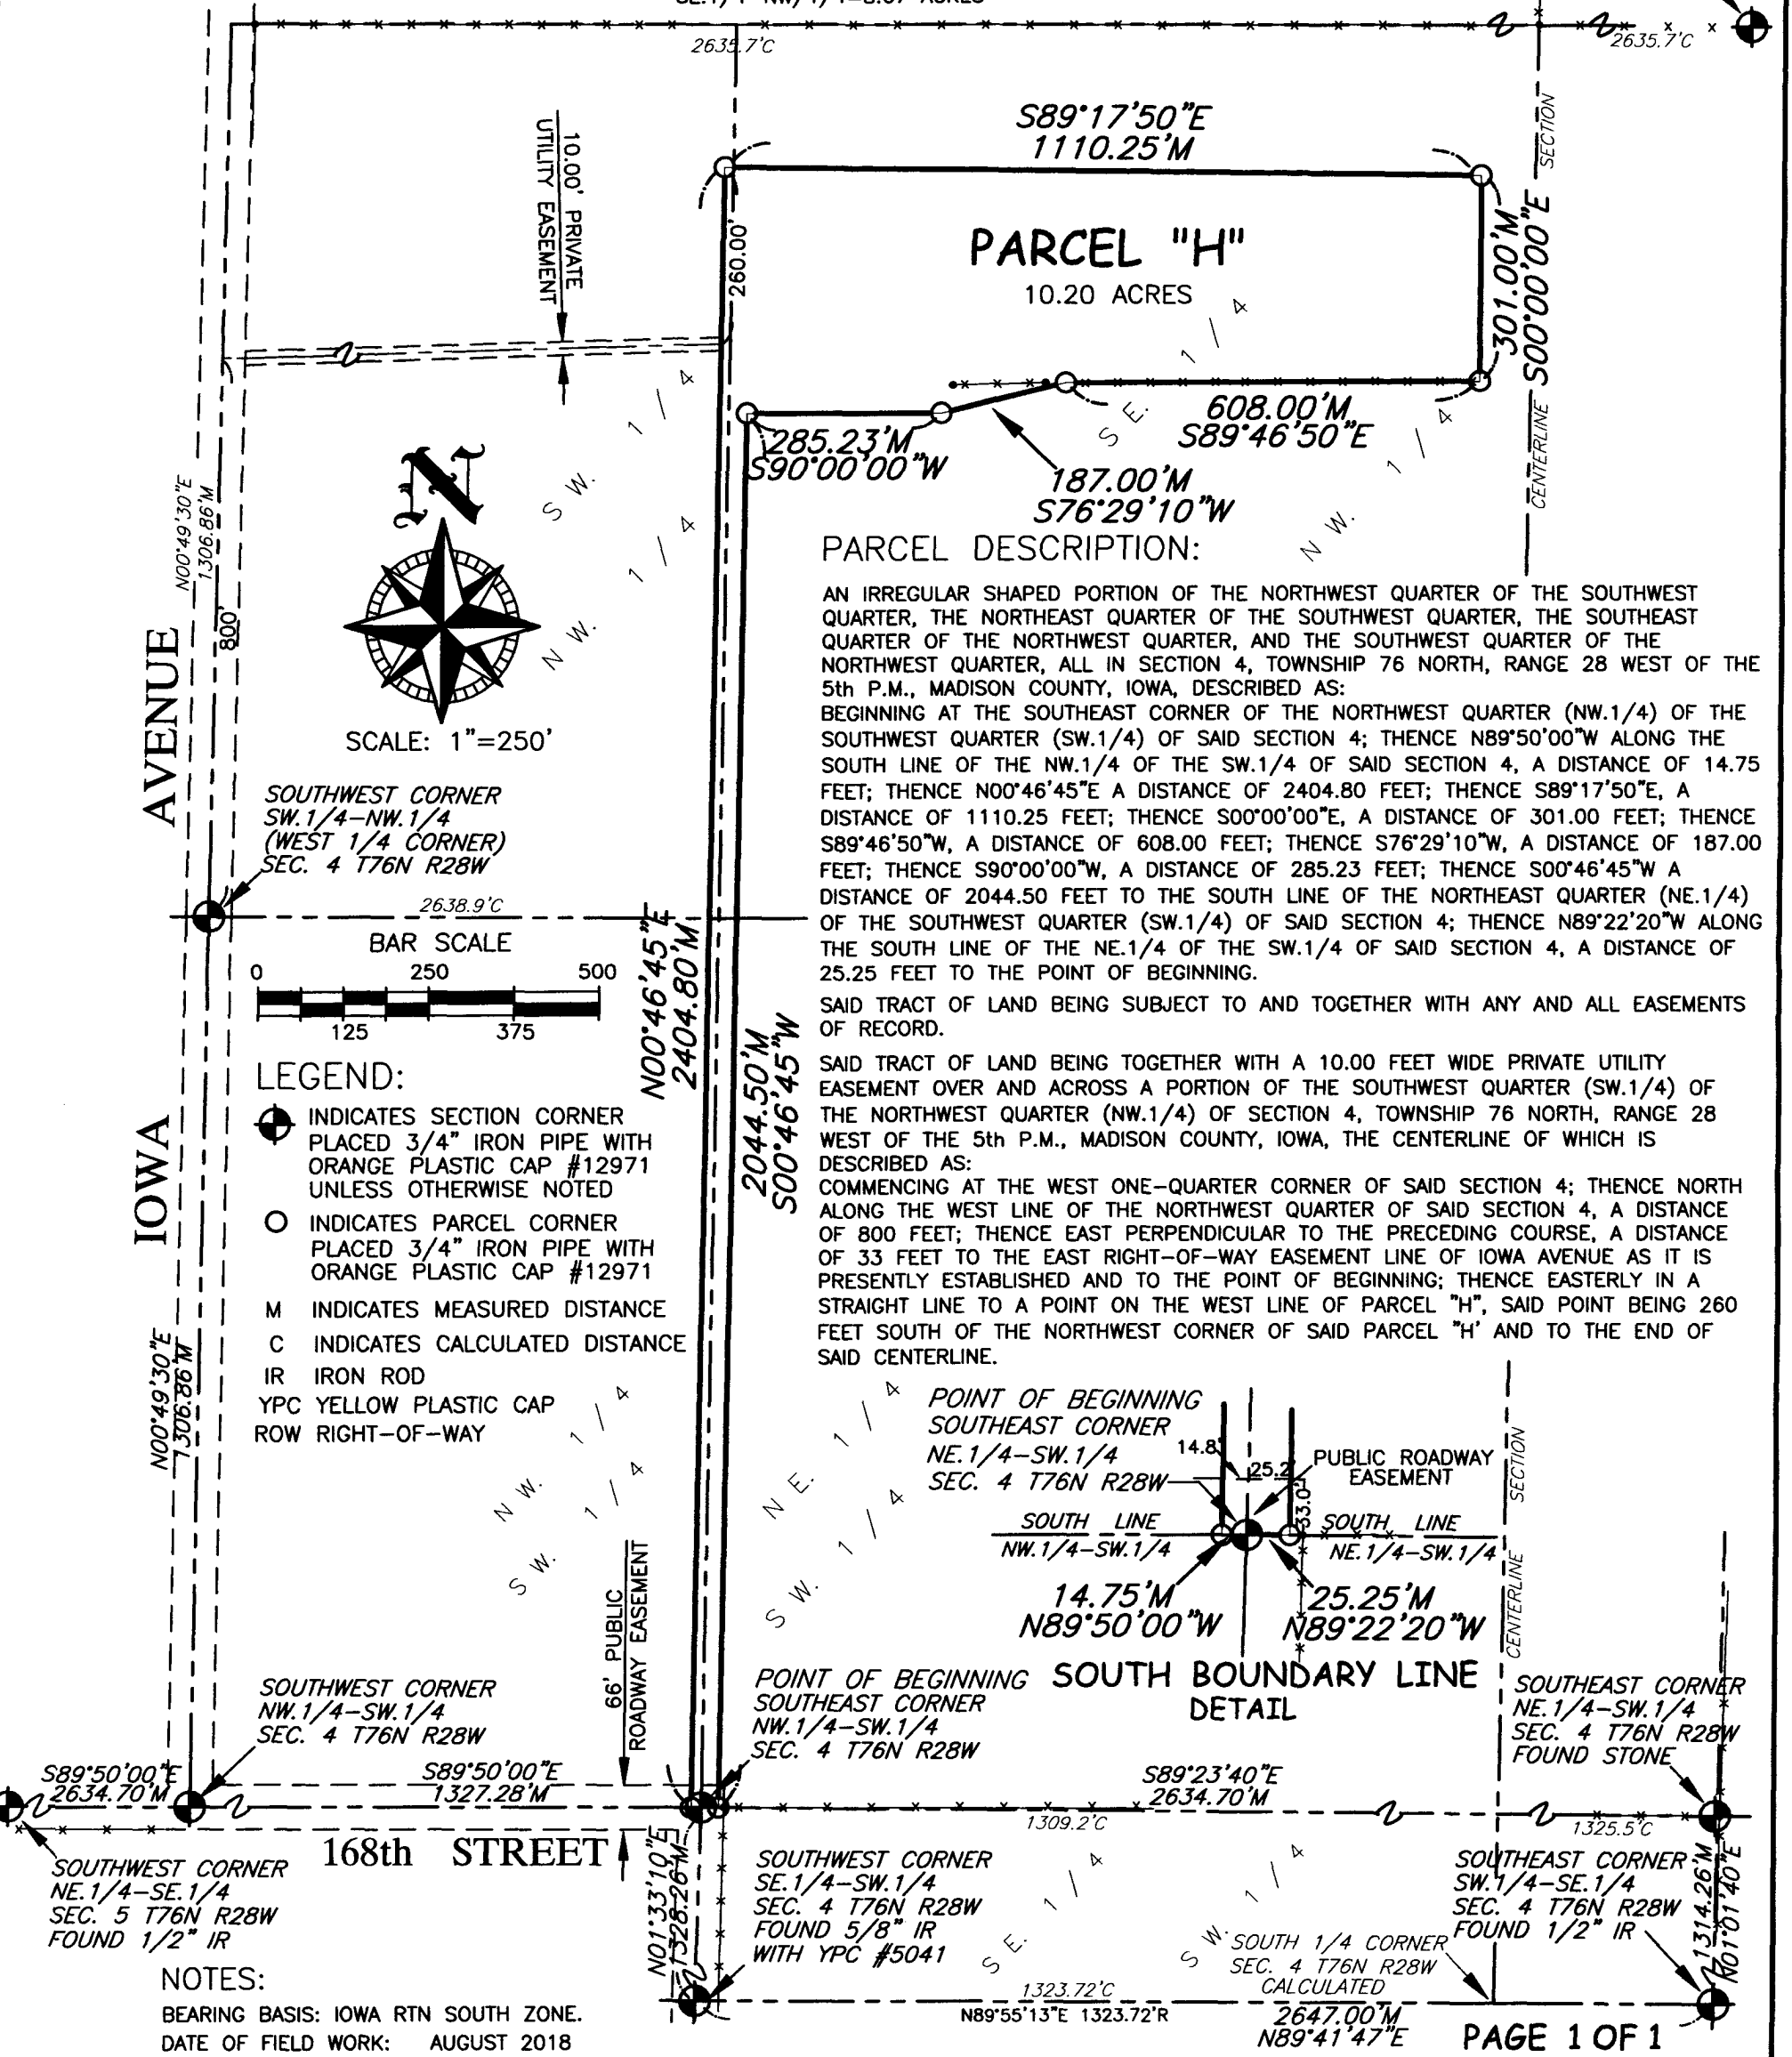 2635.7'C
2635.7'C
S89°17'50"E
1110.25'M
SECTION
10.00' PRIVATE
UTILITY EASEMENT
260.00'
PARCEL "H"
10.20 ACRES
301.00'M
S00°00'00"E
SE. 1/4
NW. 1/4
CENTERLINE
608.00'M
S89°46'50"E
285.23'M
S90°00'00"W
187.00'M
S76°29'10"W
SW. 1/4
NW. 1/4
N
N00°49'30"E
1306.86'M
800'
SCALE: 1"=250'
AVENUE
IOWA
PARCEL DESCRIPTION:
AN IRREGULAR SHAPED PORTION OF THE NORTHWEST QUARTER OF THE SOUTHWEST
QUARTER, THE NORTHEAST QUARTER OF THE SOUTHWEST QUARTER, THE SOUTHEAST
QUARTER OF THE NORTHWEST QUARTER, AND THE SOUTHWEST QUARTER OF THE
NORTHWEST QUARTER, ALL IN SECTION 4, TOWNSHIP 76 NORTH, RANGE 28 WEST OF THE
5th P.M., MADISON COUNTY, IOWA, DESCRIBED AS:
BEGINNING AT THE SOUTHEAST CORNER OF THE NORTHWEST QUARTER (NW.1/4) OF THE
SOUTHWEST QUARTER (SW.1/4) OF SAID SECTION 4; THENCE N89°50'00"W ALONG THE
SOUTH LINE OF THE NW.1/4 OF THE SW.1/4 OF SAID SECTION 4, A DISTANCE OF 14.75
FEET; THENCE N00°46'45"E A DISTANCE OF 2404.80 FEET; THENCE S89°17'50"E, A
DISTANCE OF 1110.25 FEET; THENCE S00°00'00"E, A DISTANCE OF 301.00 FEET; THENCE
S89°46'50"W, A DISTANCE OF 608.00 FEET; THENCE S76°29'10"W, A DISTANCE OF 187.00
FEET; THENCE S90°00'00"W, A DISTANCE OF 285.23 FEET; THENCE S00°46'45"W A
DISTANCE OF 2044.50 FEET TO THE SOUTH LINE OF THE NORTHEAST QUARTER (NE.1/4)
OF THE SOUTHWEST QUARTER (SW.1/4) OF SAID SECTION 4; THENCE N89°22'20"W ALONG
THE SOUTH LINE OF THE NE.1/4 OF THE SW.1/4 OF SAID SECTION 4, A DISTANCE OF
25.25 FEET TO THE POINT OF BEGINNING.
SAID TRACT OF LAND BEING SUBJECT TO AND TOGETHER WITH ANY AND ALL EASEMENTS
OF RECORD.
SAID TRACT OF LAND BEING TOGETHER WITH A 10.00 FEET WIDE PRIVATE UTILITY
EASEMENT OVER AND ACROSS A PORTION OF THE SOUTHWEST QUARTER (SW.1/4) OF
THE NORTHWEST QUARTER (NW.1/4) OF SECTION 4, TOWNSHIP 76 NORTH, RANGE 28
WEST OF THE 5th P.M., MADISON COUNTY, IOWA, THE CENTERLINE OF WHICH IS
DESCRIBED AS:
COMMENCING AT THE WEST ONE-QUARTER CORNER OF SAID SECTION 4; THENCE NORTH
ALONG THE WEST LINE OF THE NORTHWEST QUARTER OF SAID SECTION 4, A DISTANCE
OF 800 FEET; THENCE EAST PERPENDICULAR TO THE PRECEDING COURSE, A DISTANCE
OF 33 FEET TO THE EAST RIGHT-OF-WAY EASEMENT LINE OF IOWA AVENUE AS IT IS
PRESENTLY ESTABLISHED AND TO THE POINT OF BEGINNING; THENCE EASTERLY IN A
STRAIGHT LINE TO A POINT ON THE WEST LINE OF PARCEL "H", SAID POINT BEING 260
FEET SOUTH OF THE NORTHWEST CORNER OF SAID PARCEL "H' AND TO THE END OF
SAID CENTERLINE.
SOUTHWEST CORNER
SW.1/4-NW.1/4
(WEST 1/4 CORNER)
SEC. 4 T76N R28W
2638.9'C
BAR SCALE
0 250 500
125 375
N00°46'45"E
2404.80'M
2044.50'M
S00°46'45"W
LEGEND:
INDICATES SECTION CORNER
PLACED 3/4" IRON PIPE WITH
ORANGE PLASTIC CAP #12971
UNLESS OTHERWISE NOTED
INDICATES PARCEL CORNER
PLACED 3/4" IRON PIPE WITH
ORANGE PLASTIC CAP #12971
M INDICATES MEASURED DISTANCE
C INDICATES CALCULATED DISTANCE
IR IRON ROD
YPC YELLOW PLASTIC CAP
ROW RIGHT-OF-WAY
N00°49'30"E
1306.86'M
NW. 1/4
SW. 1/4
NE. 1/4
SW. 1/4
POINT OF BEGINNING
SOUTHEAST CORNER
NE.1/4-SW.1/4
SEC. 4 T76N R28W
14.8'
25.2'
33.0'
PUBLIC ROADWAY
EASEMENT
SOUTH LINE
NW.1/4-SW.1/4
SOUTH LINE
NE.1/4-SW.1/4
14.75'M
N89°50'00"W
25.25'M
N89°22'20"W
SOUTH BOUNDARY LINE
DETAIL
SECTION
CENTERLINE
66' PUBLIC
ROADWAY EASEMENT
SOUTHWEST CORNER
NW.1/4-SW.1/4
SEC. 4 T76N R28W
POINT OF BEGINNING
SOUTHEAST CORNER
NW.1/4-SW.1/4
SEC. 4 T76N R28W
SOUTHEAST CORNER
NE.1/4-SW.1/4
SEC. 4 T76N R28W
FOUND STONE
S89°50'00"E
2634.70'M
S89°50'00"E
1327.28'M
S89°23'40"E
2634.70'M
1309.2'C
1325.5'C
168th STREET
SOUTHWEST CORNER
NE.1/4-SE.1/4
SEC. 5 T76N R28W
FOUND 1/2" IR
N01°33'10"E
1328.26'M
SOUTHWEST CORNER
SE.1/4-SW.1/4
SEC. 4 T76N R28W
FOUND 5/8" IR
WITH YPC #5041
SE. 1/4
SW. 1/4
SOUTHEAST CORNER
SW.1/4-SE.1/4
SEC. 4 T76N R28W
FOUND 1/2" IR
1314.26'M
N01°01'40"E
SOUTH 1/4 CORNER
SEC. 4 T76N R28W
CALCULATED
1323.72'C
N89°55'13"E 1323.72'R
2647.00'M
N89°41'47"E
NOTES:
BEARING BASIS: IOWA RTN SOUTH ZONE.
DATE OF FIELD WORK: AUGUST 2018
PAGE 1 OF 1